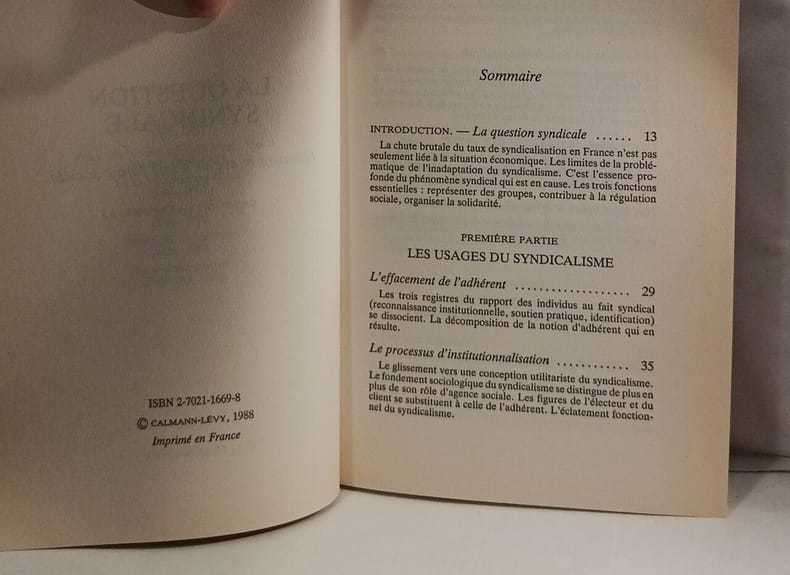 ISBN 2-7021-1669-8
© CALMANN-LÉVY, 1988
Imprimé en France
Sommaire
INTRODUCTION. — La question syndicale ...... 13
La chute brutale du taux de syndicalisation en France n'est pas
seulement liée à la situation économique. Les limites de la problé-
matique de l'inadaptation du syndicalisme. C'est l'essence pro-
fonde du phénomène syndical qui est en cause. Les trois fonctions
essentielles : représenter des groupes, contribuer à la régulation
sociale, organiser la solidarité.
PREMIÈRE PARTIE
LES USAGES DU SYNDICALISME
L'effacement de l'adhérent ................... 29
Les trois registres du rapport des individus au fait syndical
(reconnaissance institutionnelle, soutien pratique, identification)
se dissocient. La décomposition de la notion d'adhérent qui en
résulte.
Le processus d'institutionnalisation ............ 35
Le glissement vers une conception utilitariste du syndicalisme.
Le fondement sociologique du syndicalisme se distingue de plus en
plus de son rôle d'agence sociale. Les figures de l'électeur et du
client se substituent à celle de l'adhérent. L'éclatement fonction-
nel du syndicalisme.